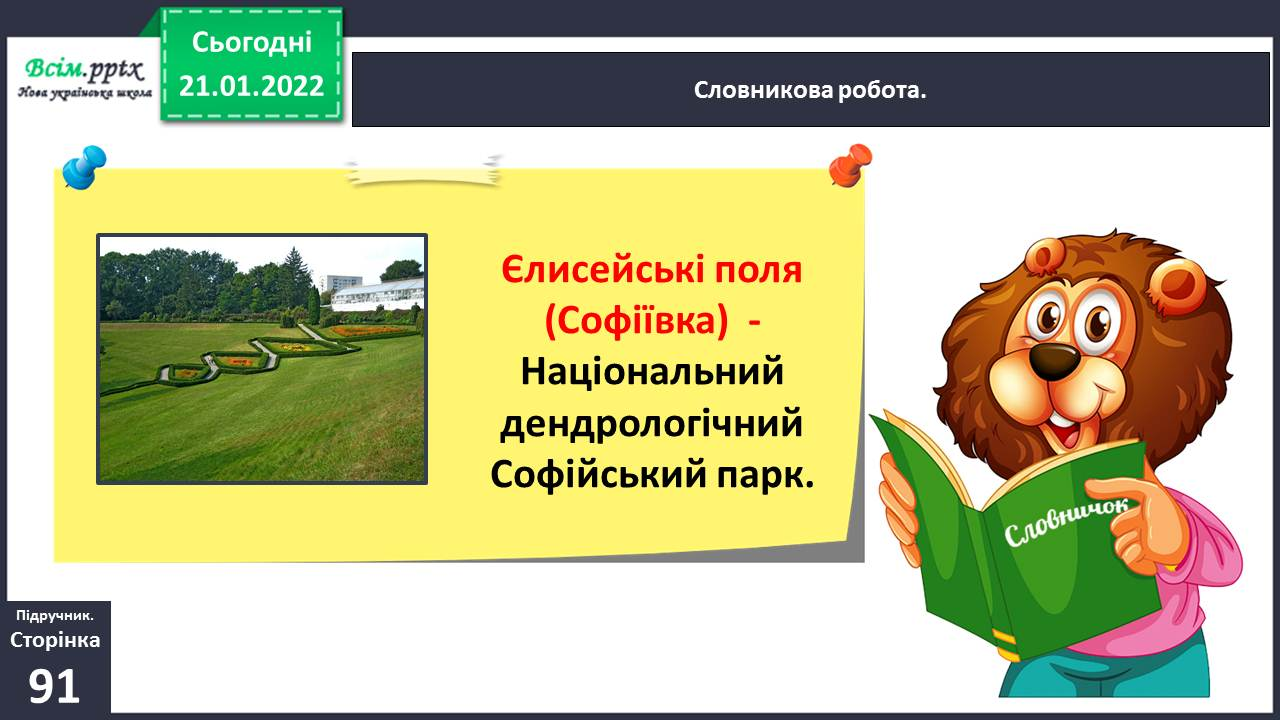 Всім.pptx
Нова українська школа
Сьогодні
21.01.2022
Словникова робота.
Єлисейські поля
(Софіївка) -
Національний
дендрологічний
Софійський парк.
Словничок
Підручник.
Сторінка
91